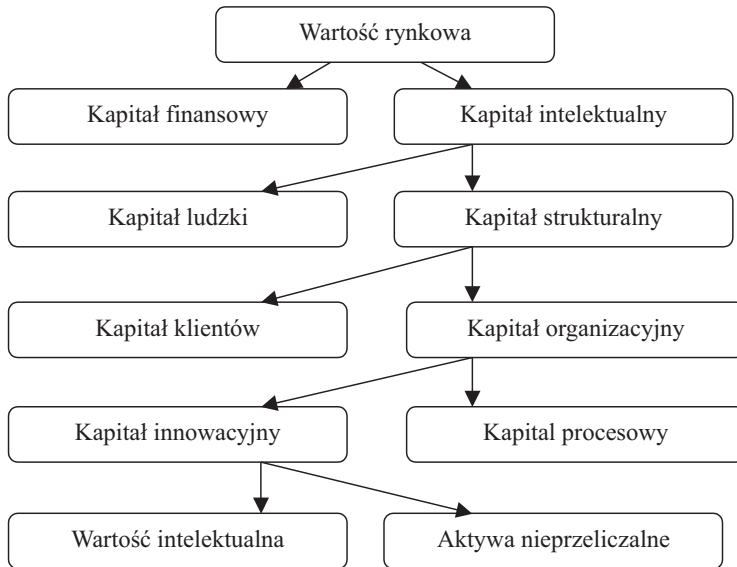 Wartość rynkowa
Kapitał finansowy
Kapitał intelektualny
Kapitał ludzki
Kapitał strukturalny
Kapitał klientów
Kapitał organizacyjny
Kapitał innowacyjny
Kapital procesowy
Wartość intelektualna
Aktywa nieprzeliczalne